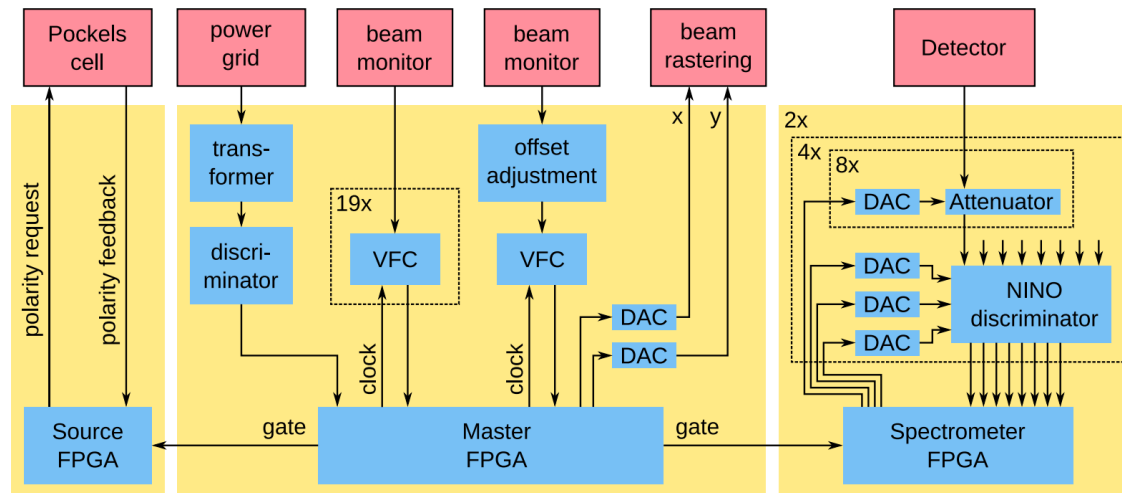 Pockels
cell
power
grid
beam
monitor
beam
monitor
beam
rastering
Detector
polarity request
polarity feedback
trans-
former
discri-
minator
19x
VFC
clock
offset
adjustment
VFC
clock
x
y
DAC
DAC
2x
4x
8x
DAC
Attenuator
DAC
DAC
DAC
NINO
discriminator
Source
FPGA
gate
Master
FPGA
gate
Spectrometer
FPGA